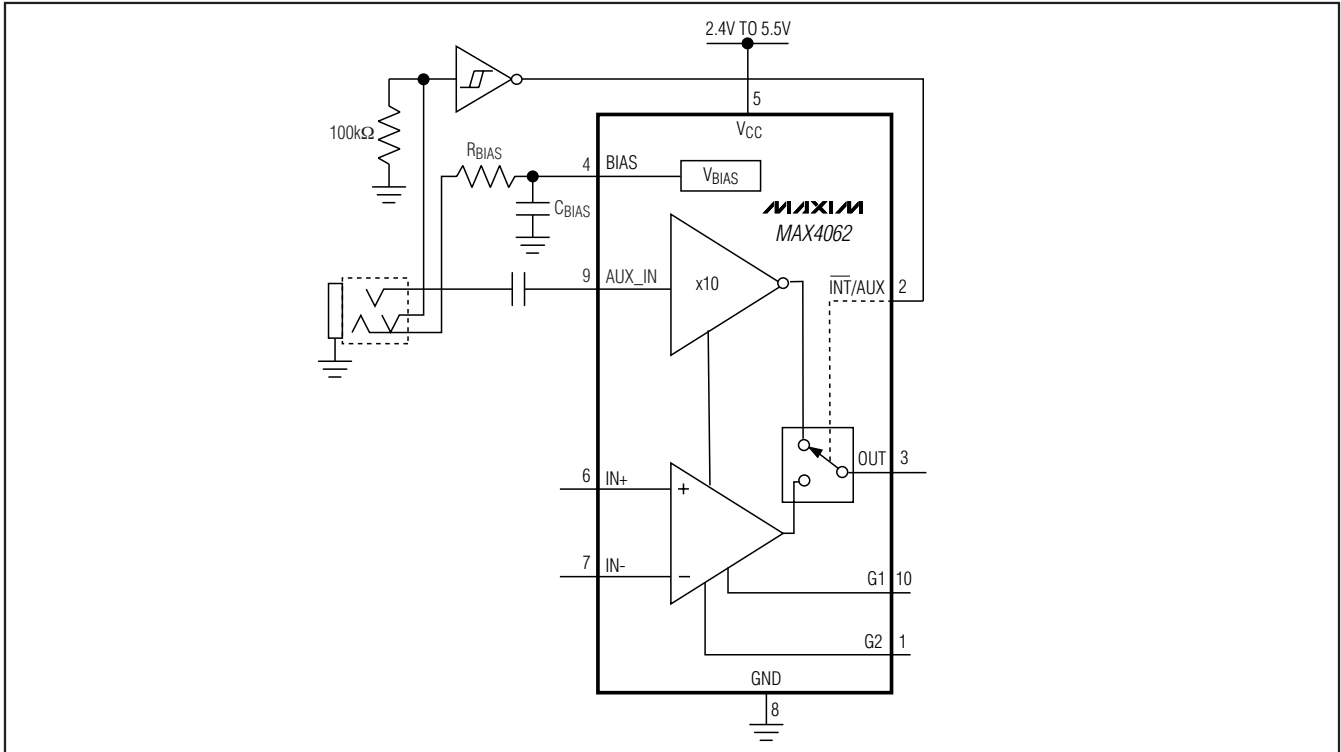 2.4V TO 5.5V
5
VCC
100kΩ
RBIAS
4
BIAS
VBIAS
CBIAS
MAXIM
MAX4062
9
AUX_IN
x10
INT/AUX
2
6
IN+
+
OUT
3
7
IN-
−
G1
10
G2
1
GND
8